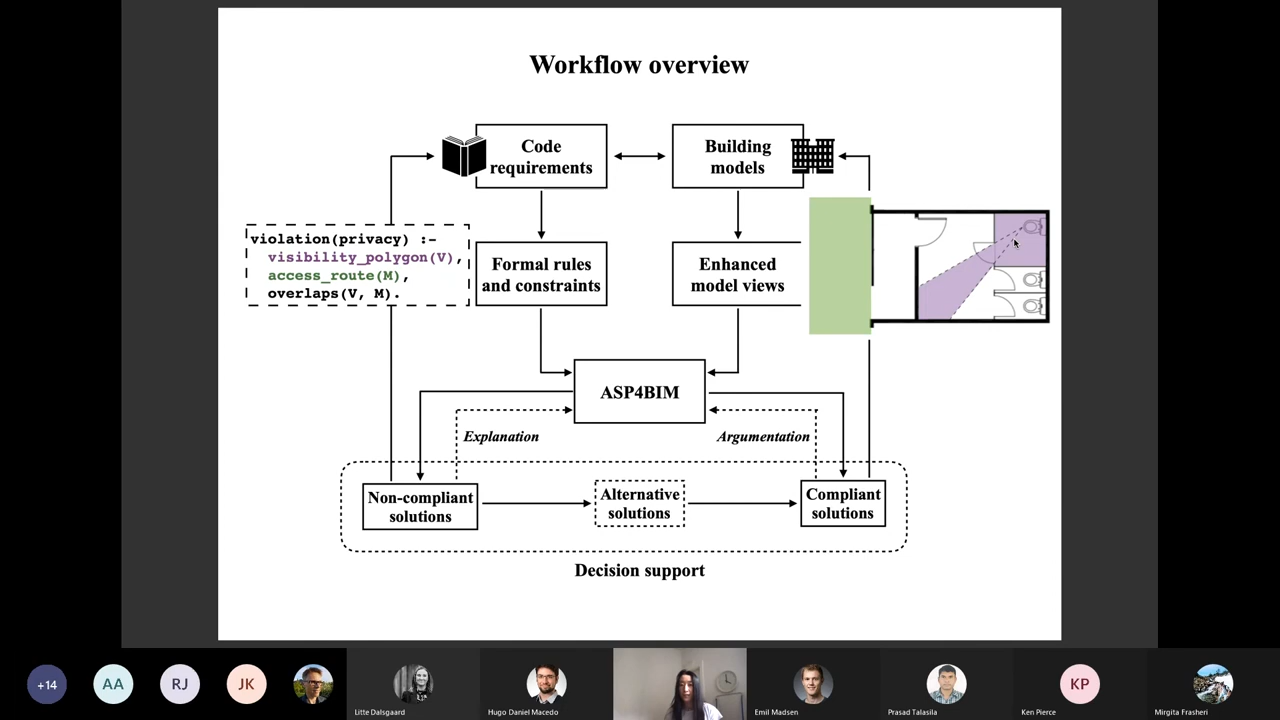 Workflow overview
Code
requirements
Building
models
violation(privacy) :-
visibility_polygon(V),
access_route(M),
overlaps(V, M).
Formal rules
and constraints
Enhanced
model views
ASP4BIM
Explanation
Argumentation
Non-compliant
solutions
Alternative
solutions
Compliant
solutions
Decision support
+14
AA
RJ
JK
Litte Dalsgaard
Hugo Daniel Macedo
Emil Madsen
Prasad Talasila
KP
Ken Pierce
Mirgita Frasheri